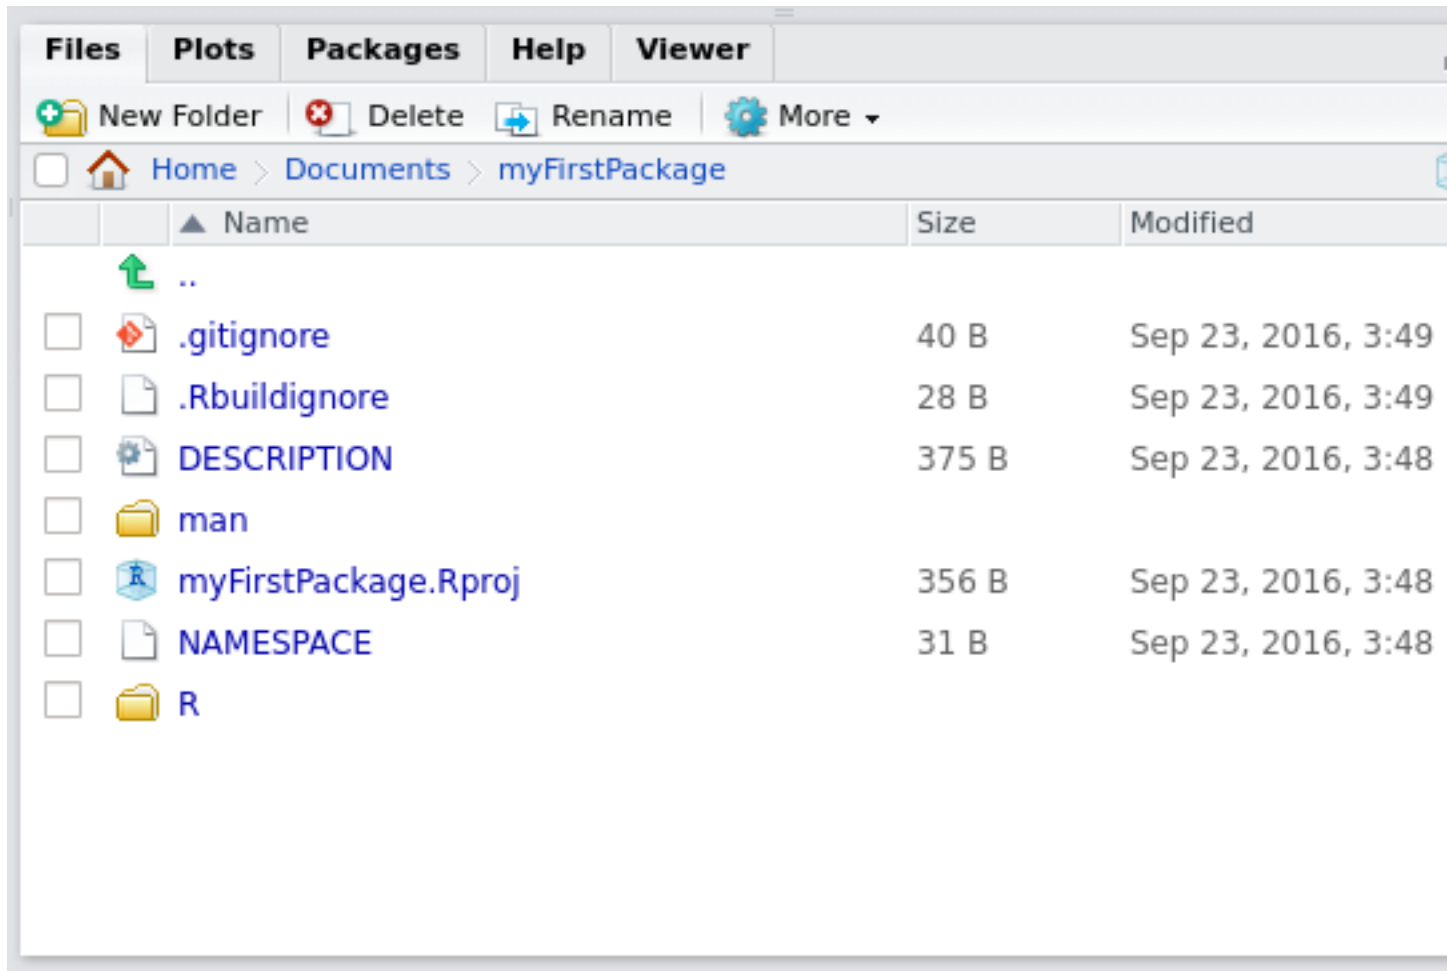 Files Plots Packages Help Viewer
New Folder Delete Rename More
Home Documents myFirstPackage
Name Size Modified
..
.gitignore 40 B Sep 23, 2016, 3:49
.Rbuildignore 28 B Sep 23, 2016, 3:49
DESCRIPTION 375 B Sep 23, 2016, 3:48
man
R myFirstPackage.Rproj 356 B Sep 23, 2016, 3:48
NAMESPACE 31 B Sep 23, 2016, 3:48
R